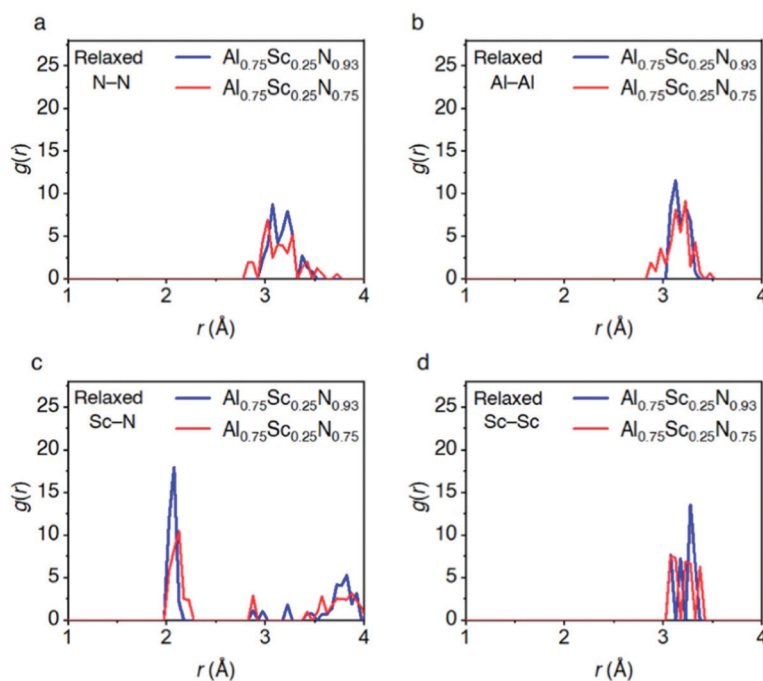 a
Relaxed
N–N
Al0.75Sc0.25N0.93
Al0.75Sc0.25N0.75
25
20
15
10
5
0
g(r)
1 2 3 4
r (Å)
b
Relaxed
Al–Al
Al0.75Sc0.25N0.93
Al0.75Sc0.25N0.75
25
20
15
10
5
0
g(r)
1 2 3 4
r (Å)
c
Relaxed
Sc–N
Al0.75Sc0.25N0.93
Al0.75Sc0.25N0.75
25
20
15
10
5
0
g(r)
1 2 3 4
r (Å)
d
Relaxed
Sc–Sc
Al0.75Sc0.25N0.93
Al0.75Sc0.25N0.75
25
20
15
10
5
0
g(r)
1 2 3 4
r (Å)